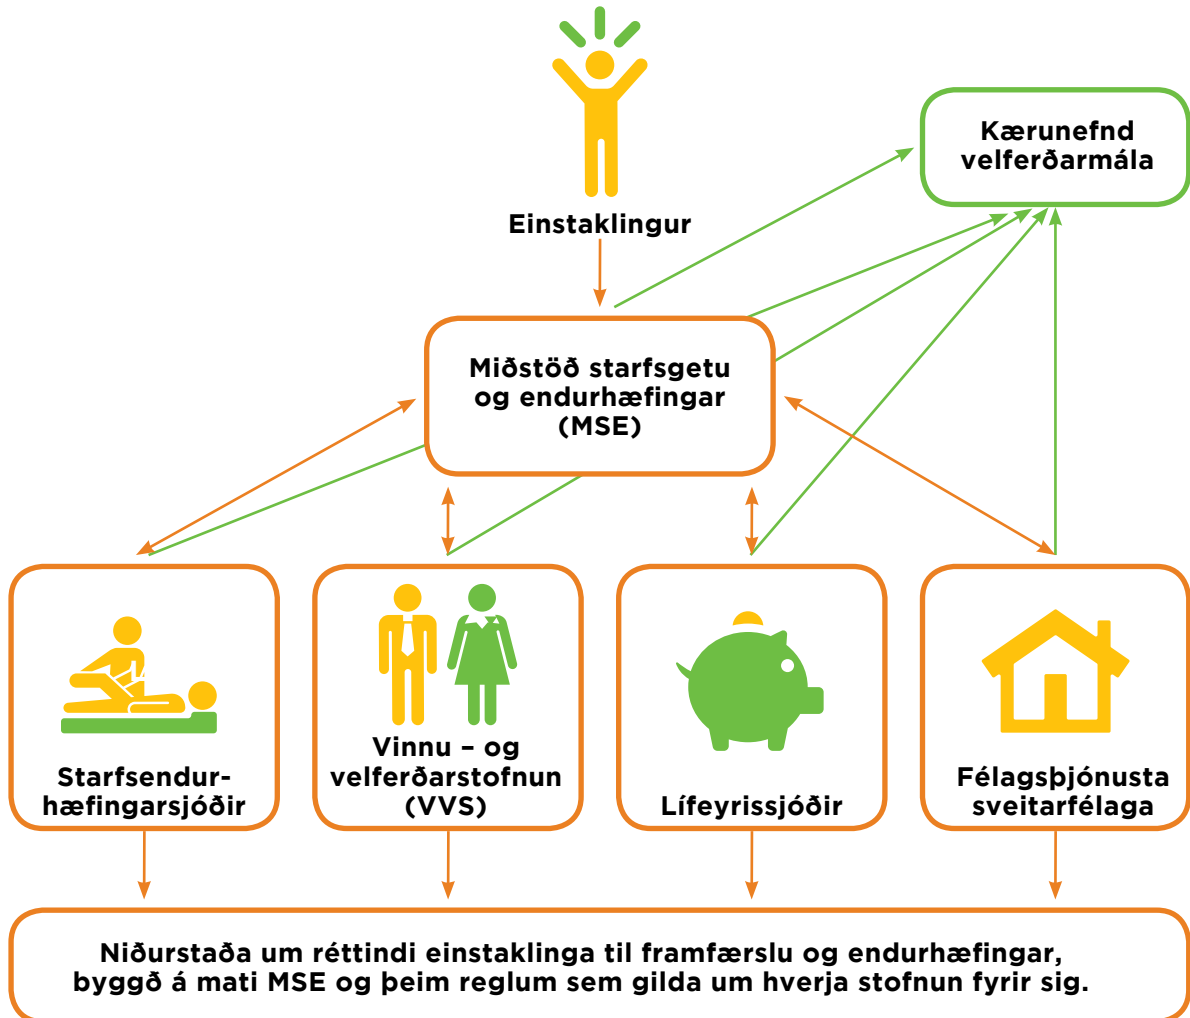 Einstaklingur
Kærunefnd
velferðarmála
Miðstöð starfsgetu
og endurhæfingar
(MSE)
Starfsendur-
hæfingarsjóðir
Vinnu – og
velferðarstofnun
(VVS)
Lífeyrissjóðir
Félagsþjónusta
sveitarfélaga
Niðurstaða um réttindi einstaklinga til framfærslu og endurhæfingar,
byggð á mati MSE og þeim reglum sem gilda um hverja stofnun fyrir sig.